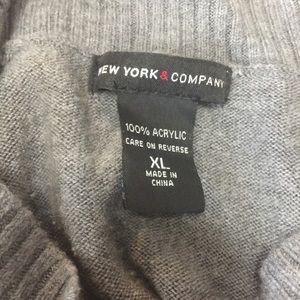 NEW YORK & COMPANY
100% ACRYLIC
CARE ON REVERSE
XL
MADE IN
CHINA